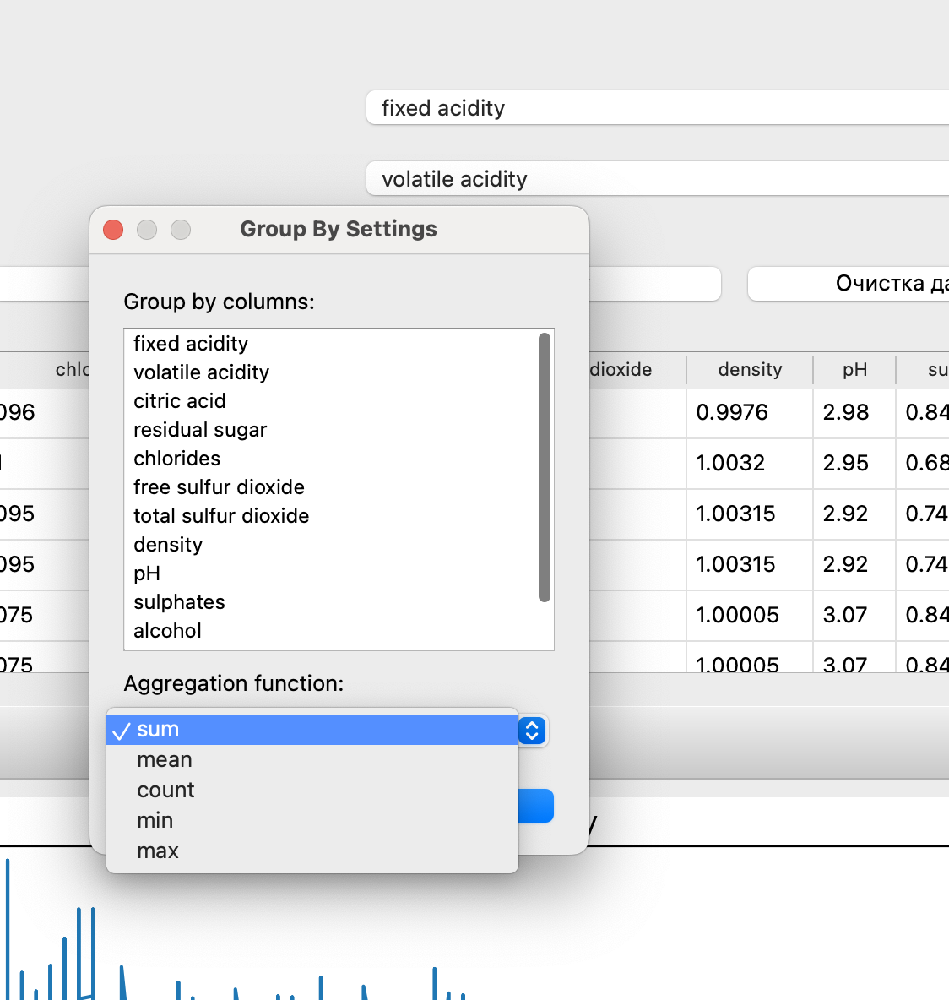 fixed acidity
volatile acidity
Group By Settings
Очистка
Group by columns:
fixed acidity
volatile acidity
citric acid
residual sugar
chlorides
free sulfur dioxide
total sulfur dioxide
density
pH
sulphates
alcohol
dioxide density pH
096 0.9976 2.98 0.84
1.0032 2.95 0.68
095 1.00315 2.92 0.74
095 1.00315 2.92 0.74
075 1.00005 3.07 0.84
075 1.00005 3.07 0.84
Aggregation function:
✓ sum
mean
count
min
max